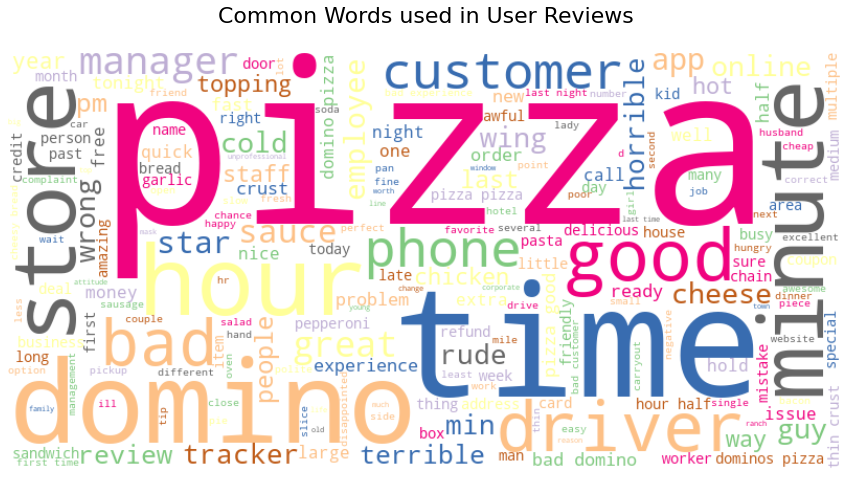 Common Words used in User Reviews
pizza
time
domino
hour
store
minute
good
driver
customer
bad
phone
manager
great
cheese
sauce
star
horrible
terrible
tracker
rude
min
review
guy
way
app
online
hot
wing
cold
staff
topping
employee
people
experience
wrong
last
chicken
year
month
tonight
door
lot
friend
fast
right
domino pizza
pm
person
past
free
credit
complaint
wait
quick
bread
garlic
name
amazing
crust
unprofessional
slow
fresh
chance
happy
nice
today
night
one
new
last night
number
awful
lady
soda
car
order
pan
fine
worth
line
point
pizza pizza
call
day
poor
kid
well
many
job
area
half
multiple
medium
husband
cheap
correct
second
d
girl
hotel
several
favorite
perfect
mask
last time
delicious
house
pasta
little
late
problem
extra
corporate
change
young
hr
money
deal
less
attitude
sausage
business
first
couple
salad
hand
pepperoni
refund
mile
drive
ready
small
friendly
pizza good
busy
sure
chain
next
hungry
excellent
coupon
awesome
dinner
piece
town
website
special
negative
hold
mistake
issue
thin crust
long
option
pickup
different
item
oven
management
family
ill
tip
close
slice
old
side
much
disappointed
large
box
thing
week
least
work
address
card
thin
easy
reason
man
bad customer
carryout
hour half
single
ranch
bad domino
worker
dominos pizza
sandwich
first time